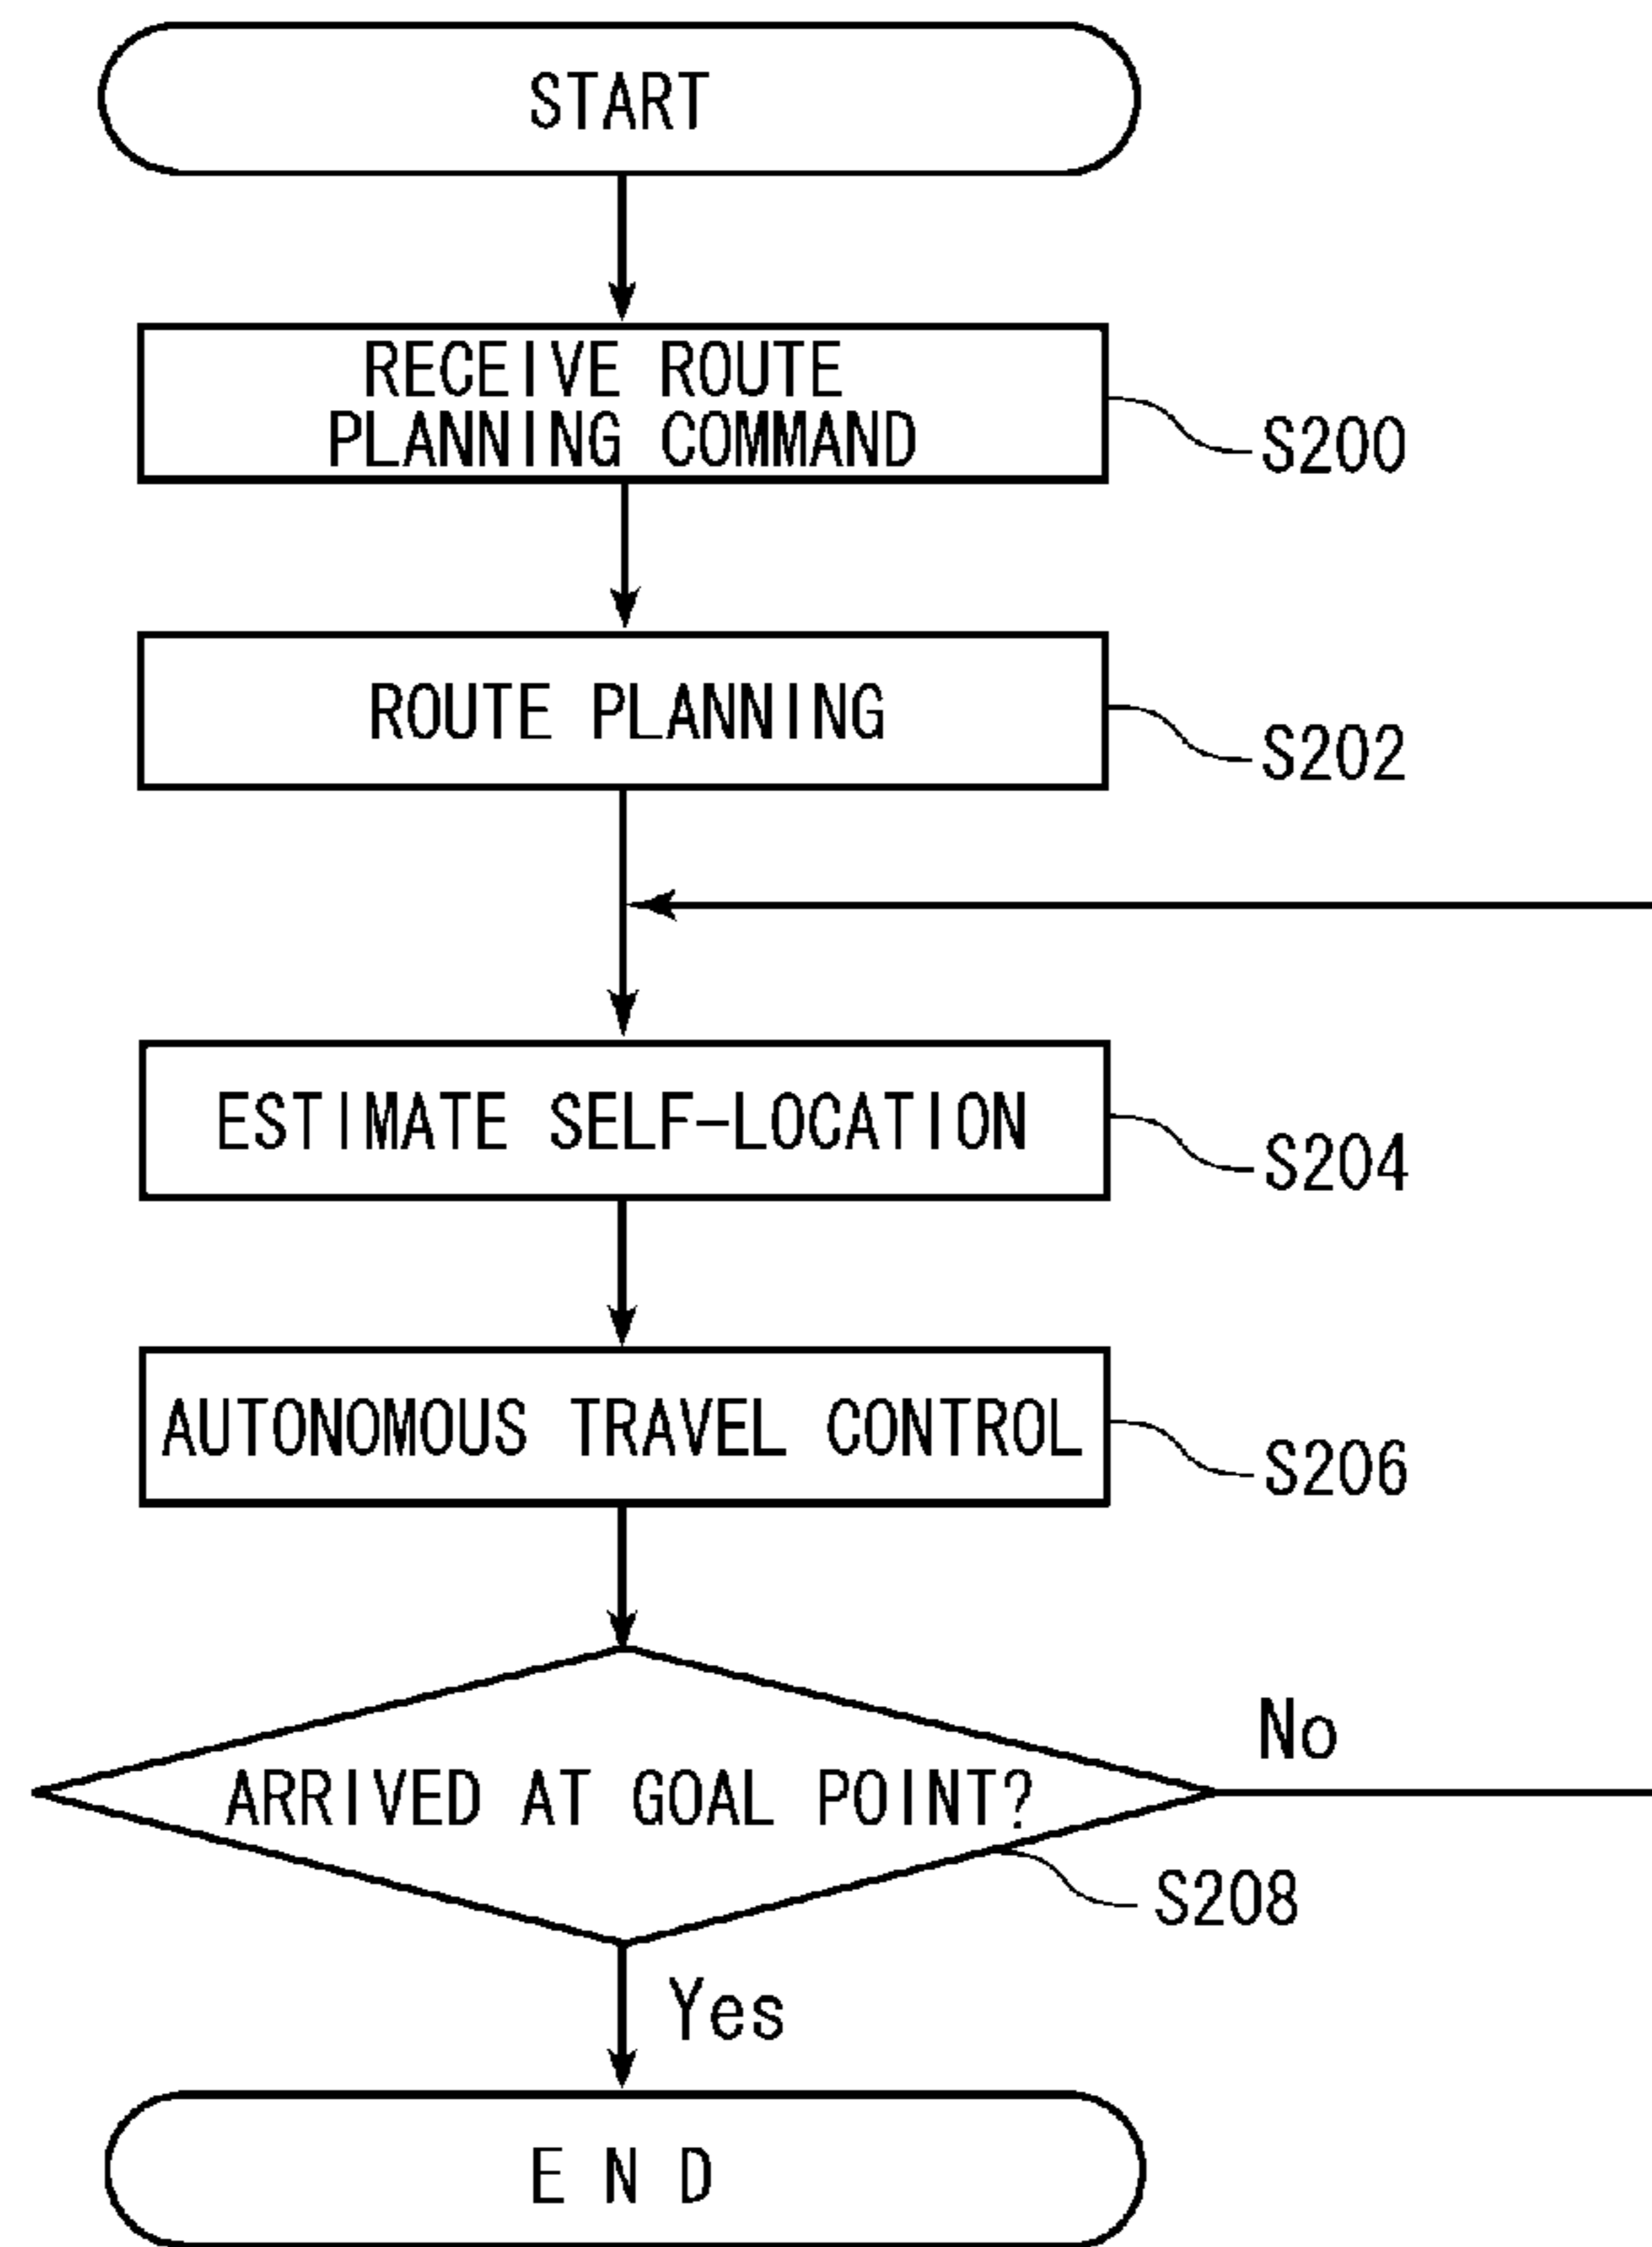 START
RECEIVE ROUTE
PLANNING COMMAND
S200
ROUTE PLANNING
S202
ESTIMATE SELF-LOCATION
S204
AUTONOMOUS TRAVEL CONTROL
S206
No
ARRIVED AT GOAL POINT?
S208
Yes
END